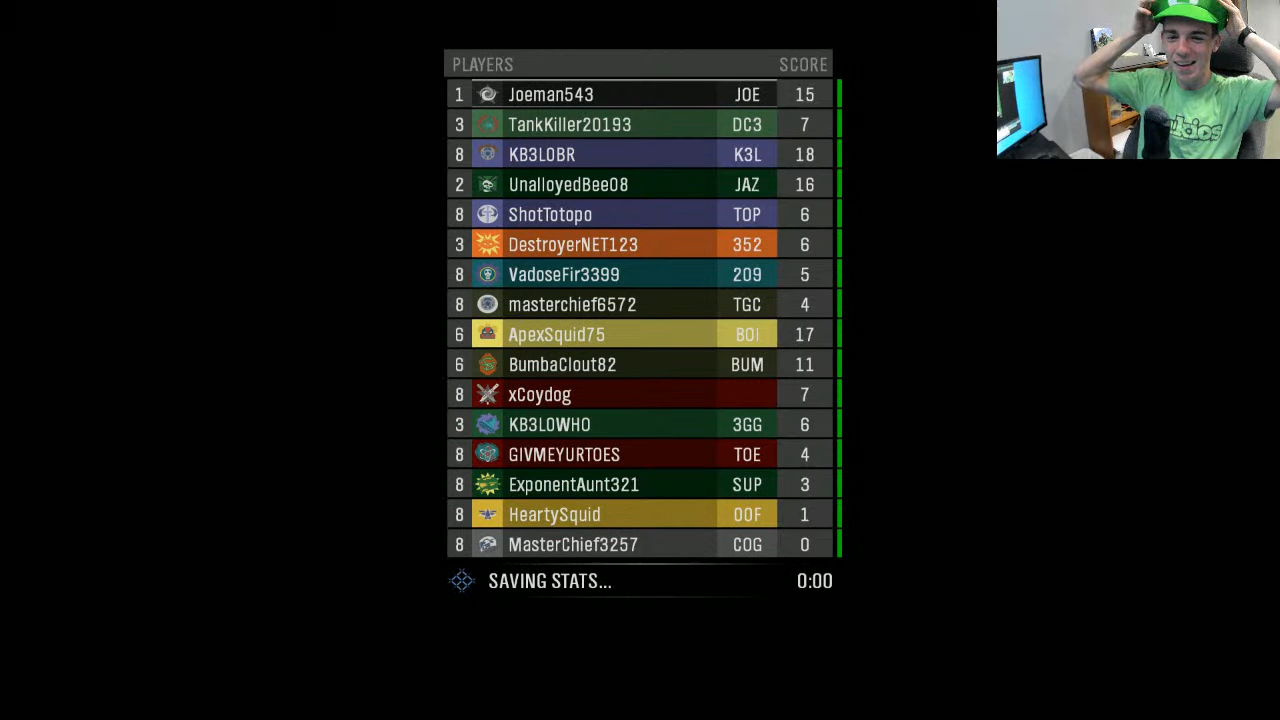 PLAYERS SCORE
1 Joeman543 JOE 15
3 TankKiller20193 DC3 7
8 KB3LOBR K3L 18
2 UnalloyedBee08 JAZ 16
8 ShotTotopo TOP 6
3 DestroyerNET123 352 6
8 VadoseFir3399 209 5
8 masterchief6572 TGC 4
6 ApexSquid75 BOI 17
6 BumbaClout82 BUM 11
8 xCoydog 7
3 KB3LOWHO 3GG 6
8 GIVMEYURTOES TOE 4
8 ExponentAunt321 SUP 3
8 HeartySquid OOF 1
8 MasterChief3257 COG 0
SAVING STATS... 0:00